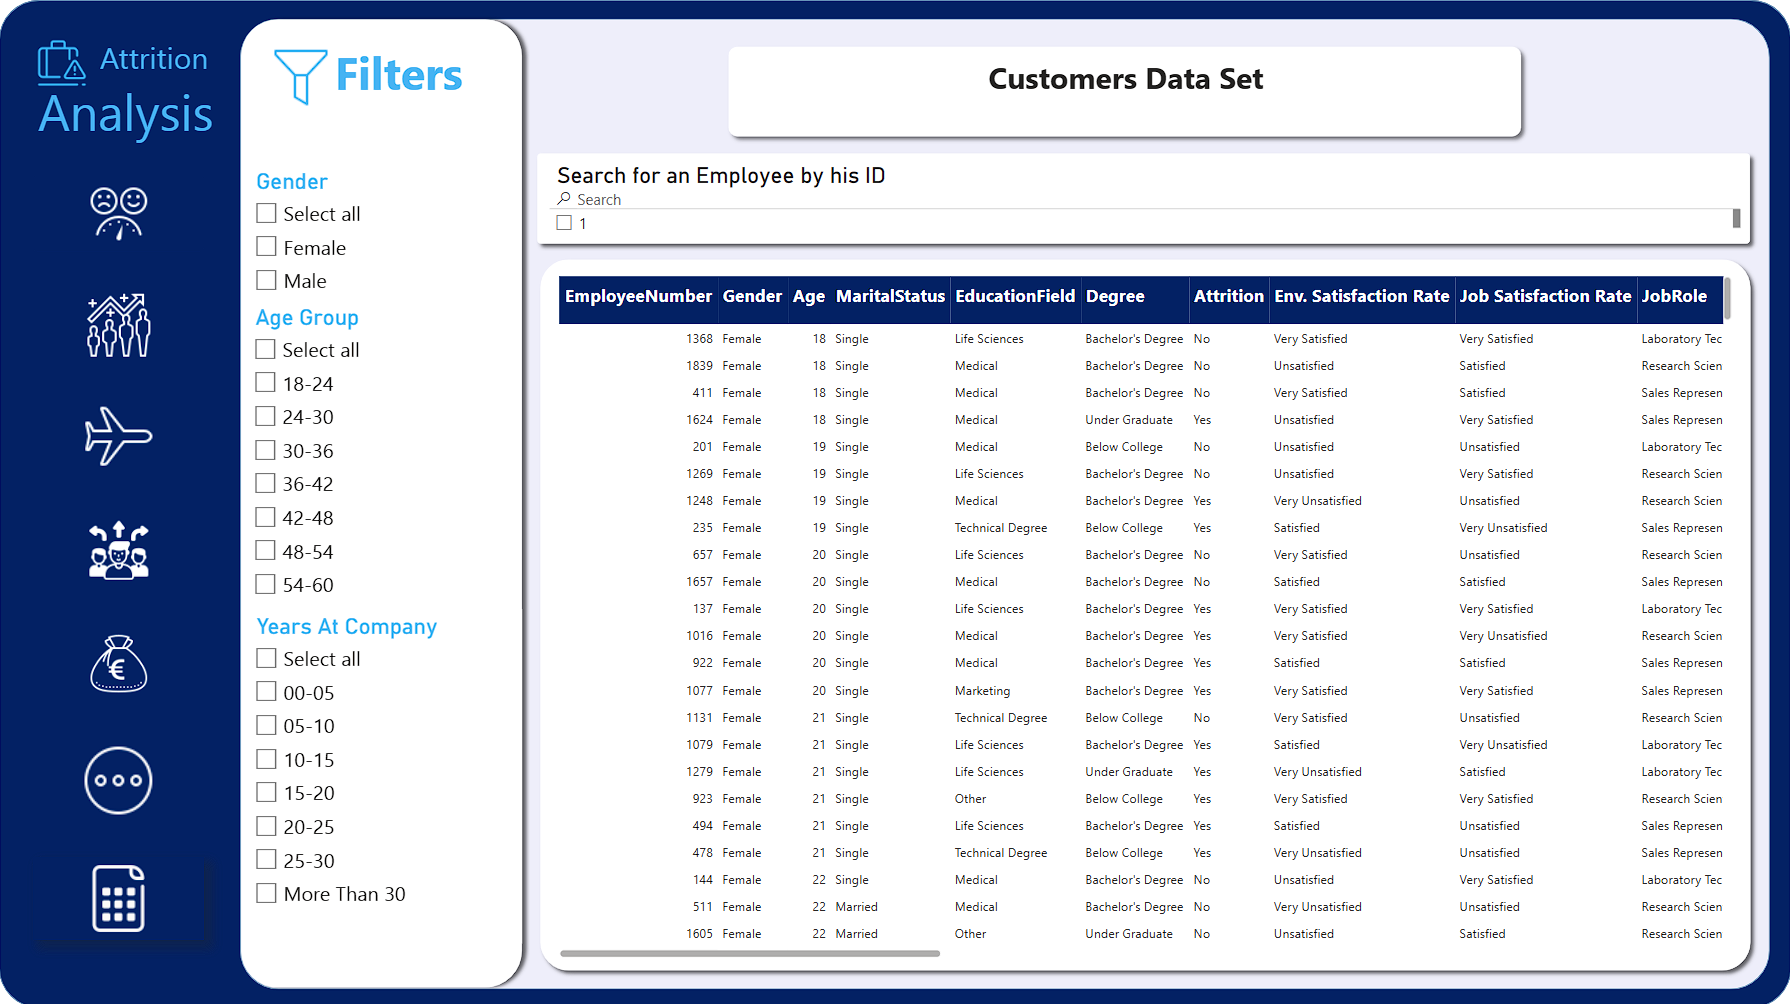 Attrition
Analysis
Filters
Gender
Select all
Female
Male
Age Group
Select all
18-24
24-30
30-36
36-42
42-48
48-54
54-60
Years At Company
Select all
00-05
05-10
10-15
15-20
20-25
25-30
More Than 30
Customers Data Set
Search for an Employee by his ID
Search
1
EmployeeNumber Gender Age MaritalStatus EducationField Degree Attrition Env. Satisfaction Rate Job Satisfaction Rate JobRole
1368 Female 18 Single Life Sciences Bachelor's Degree No Very Satisfied Very Satisfied Laboratory Tec
1839 Female 18 Single Medical Bachelor's Degree No Unsatisfied Satisfied Research Scien
411 Female 18 Single Medical Bachelor's Degree No Very Satisfied Satisfied Sales Represen
1624 Female 18 Single Medical Under Graduate Yes Unsatisfied Very Satisfied Sales Represen
201 Female 19 Single Medical Below College No Unsatisfied Unsatisfied Laboratory Tec
1269 Female 19 Single Life Sciences Bachelor's Degree No Unsatisfied Very Satisfied Research Scien
1248 Female 19 Single Medical Bachelor's Degree Yes Very Unsatisfied Unsatisfied Research Scien
235 Female 19 Single Technical Degree Below College Yes Satisfied Very Unsatisfied Sales Represen
657 Female 20 Single Life Sciences Bachelor's Degree No Very Satisfied Unsatisfied Research Scien
1657 Female 20 Single Medical Bachelor's Degree No Satisfied Satisfied Sales Represen
137 Female 20 Single Life Sciences Bachelor's Degree Yes Very Satisfied Very Satisfied Laboratory Tec
1016 Female 20 Single Medical Bachelor's Degree Yes Very Satisfied Very Unsatisfied Research Scien
922 Female 20 Single Medical Bachelor's Degree Yes Satisfied Satisfied Sales Represen
1077 Female 20 Single Marketing Bachelor's Degree Yes Very Satisfied Very Satisfied Sales Represen
1131 Female 21 Single Technical Degree Below College No Very Satisfied Unsatisfied Research Scien
1079 Female 21 Single Life Sciences Bachelor's Degree Yes Satisfied Very Unsatisfied Laboratory Tec
1279 Female 21 Single Life Sciences Under Graduate Yes Very Unsatisfied Satisfied Laboratory Tec
923 Female 21 Single Other Below College Yes Very Satisfied Very Satisfied Research Scien
494 Female 21 Single Life Sciences Bachelor's Degree Yes Satisfied Unsatisfied Sales Represen
478 Female 21 Single Technical Degree Below College Yes Very Unsatisfied Unsatisfied Sales Represen
144 Female 22 Single Medical Bachelor's Degree No Unsatisfied Very Satisfied Laboratory Tec
511 Female 22 Married Medical Bachelor's Degree No Very Unsatisfied Unsatisfied Research Scien
1605 Female 22 Married Other Under Graduate No Unsatisfied Satisfied Research Scien